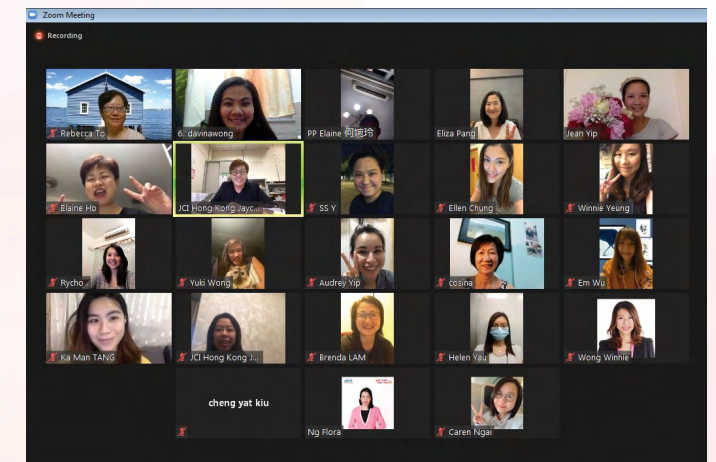 Zoom Meeting
Recording
Rebecca To
6. davinawong
PP Elaine 何婉玲
Eliza Pang
Jean Yip
Elaine Ho
JCI Hong Kong Jayc...
SS Y
Ellen Chung
Winnie Yeung
Rycho
Yuki Wong
Audrey Yip
cosina
Em Wu
Ka Man TANG
JCI Hong Kong J...
Brenda LAM
Helen Yau
Wong Winnie
cheng yat kiu
Ng Flora
Caren Ngai